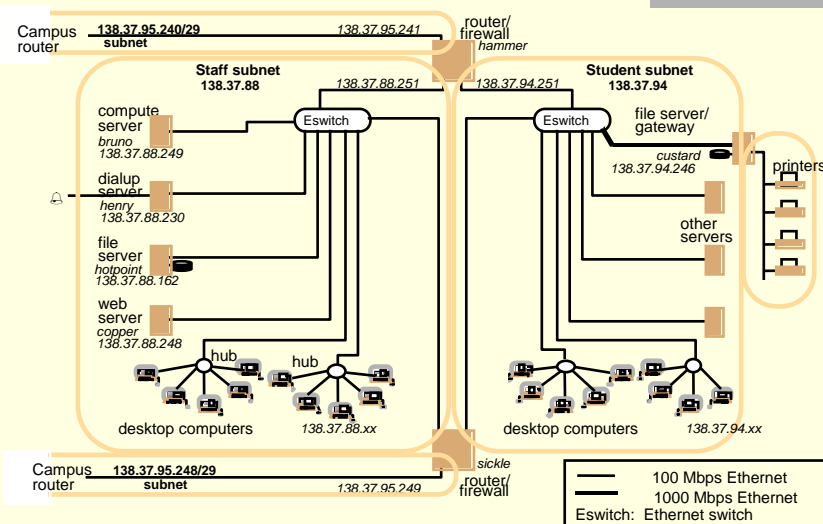 Campus router
138.37.95.240/29
subnet
138.37.95.241
router/
firewall
hammer
Staff subnet
138.37.88
138.37.88.251
138.37.94.251
Student subnet
138.37.94
compute
server
bruno
138.37.88.249
Eswitch
Eswitch
file server/
gateway
custard
138.37.94.246
printers
dialup
server
henry
138.37.88.230
other
servers
file
server
hotpoint
138.37.88.162
web
server
copper
138.37.88.248
hub
hub
desktop computers
138.37.88.xx
desktop computers
138.37.94.xx
Campus
router
138.37.95.248/29
subnet
138.37.95.249
sickle
router/
firewall
100 Mbps Ethernet
1000 Mbps Ethernet
Eswitch: Ethernet switch